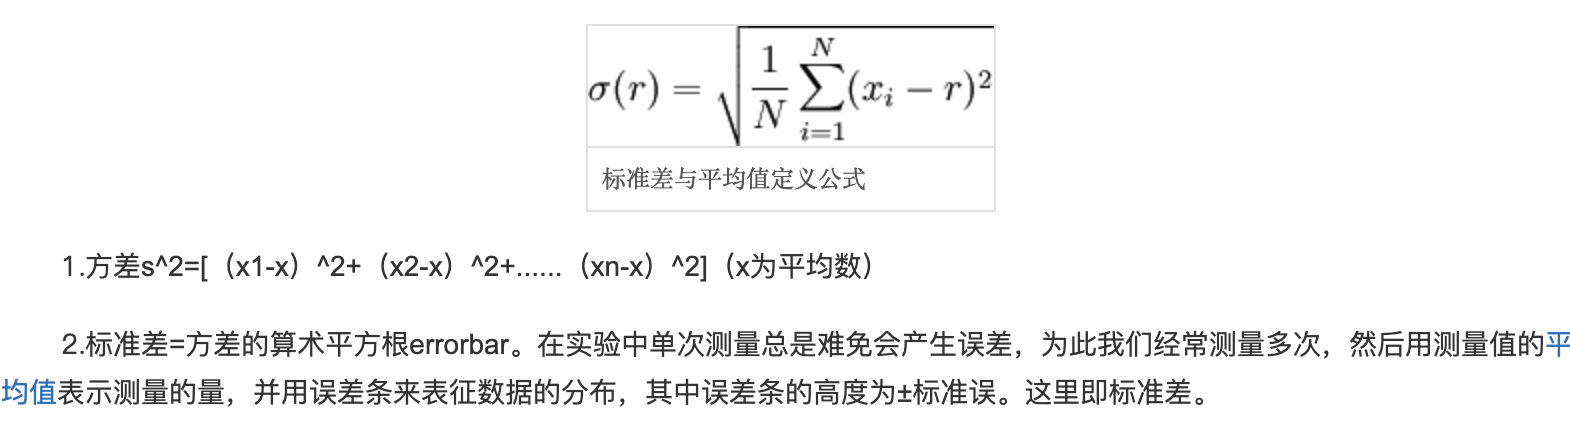 σ(r) = √(1/N ∑_{i=1}^{N} (x_i − r)²)
标准差与平均值定义公式
1.方差s^2=[（x1-x）^2+（x2-x）^2+......（xn-x）^2]（x为平均数）
2.标准差=方差的算术平方根errorbar。在实验中单次测量总是难免会产生误差，为此我们经常测量多次，然后用测量值的平
均值表示测量的量，并用误差条来表征数据的分布，其中误差条的高度为±标准误。这里即标准差。